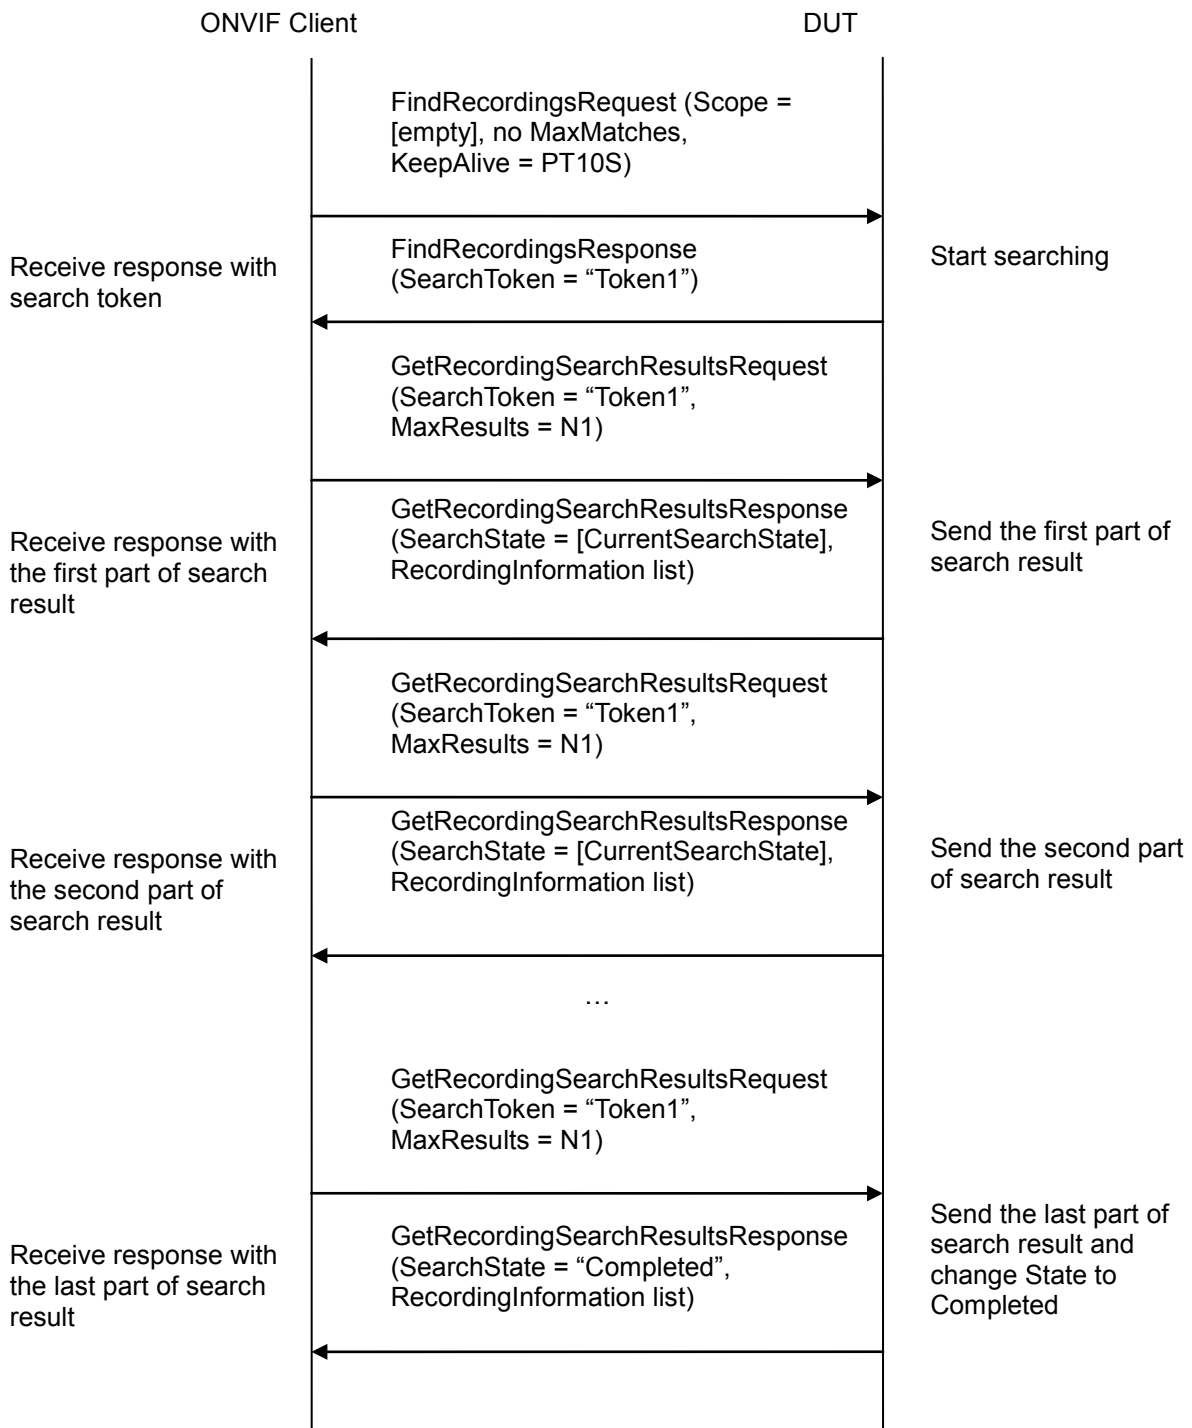 ONVIF Client
DUT
FindRecordingsRequest (Scope =
[empty], no MaxMatches,
KeepAlive = PT10S)
Start searching
Receive response with
search token
FindRecordingsResponse
(SearchToken = “Token1”)
GetRecordingSearchResultsRequest
(SearchToken = “Token1”,
MaxResults = N1)
Receive response with
the first part of search
result
GetRecordingSearchResultsResponse
(SearchState = [CurrentSearchState],
RecordingInformation list)
Send the first part of
search result
GetRecordingSearchResultsRequest
(SearchToken = “Token1”,
MaxResults = N1)
Receive response with
the second part of
search result
GetRecordingSearchResultsResponse
(SearchState = [CurrentSearchState],
RecordingInformation list)
Send the second part
of search result
…
GetRecordingSearchResultsRequest
(SearchToken = “Token1”,
MaxResults = N1)
Receive response with
the last part of search
result
GetRecordingSearchResultsResponse
(SearchState = “Completed”,
RecordingInformation list)
Send the last part of
search result and
change State to
Completed